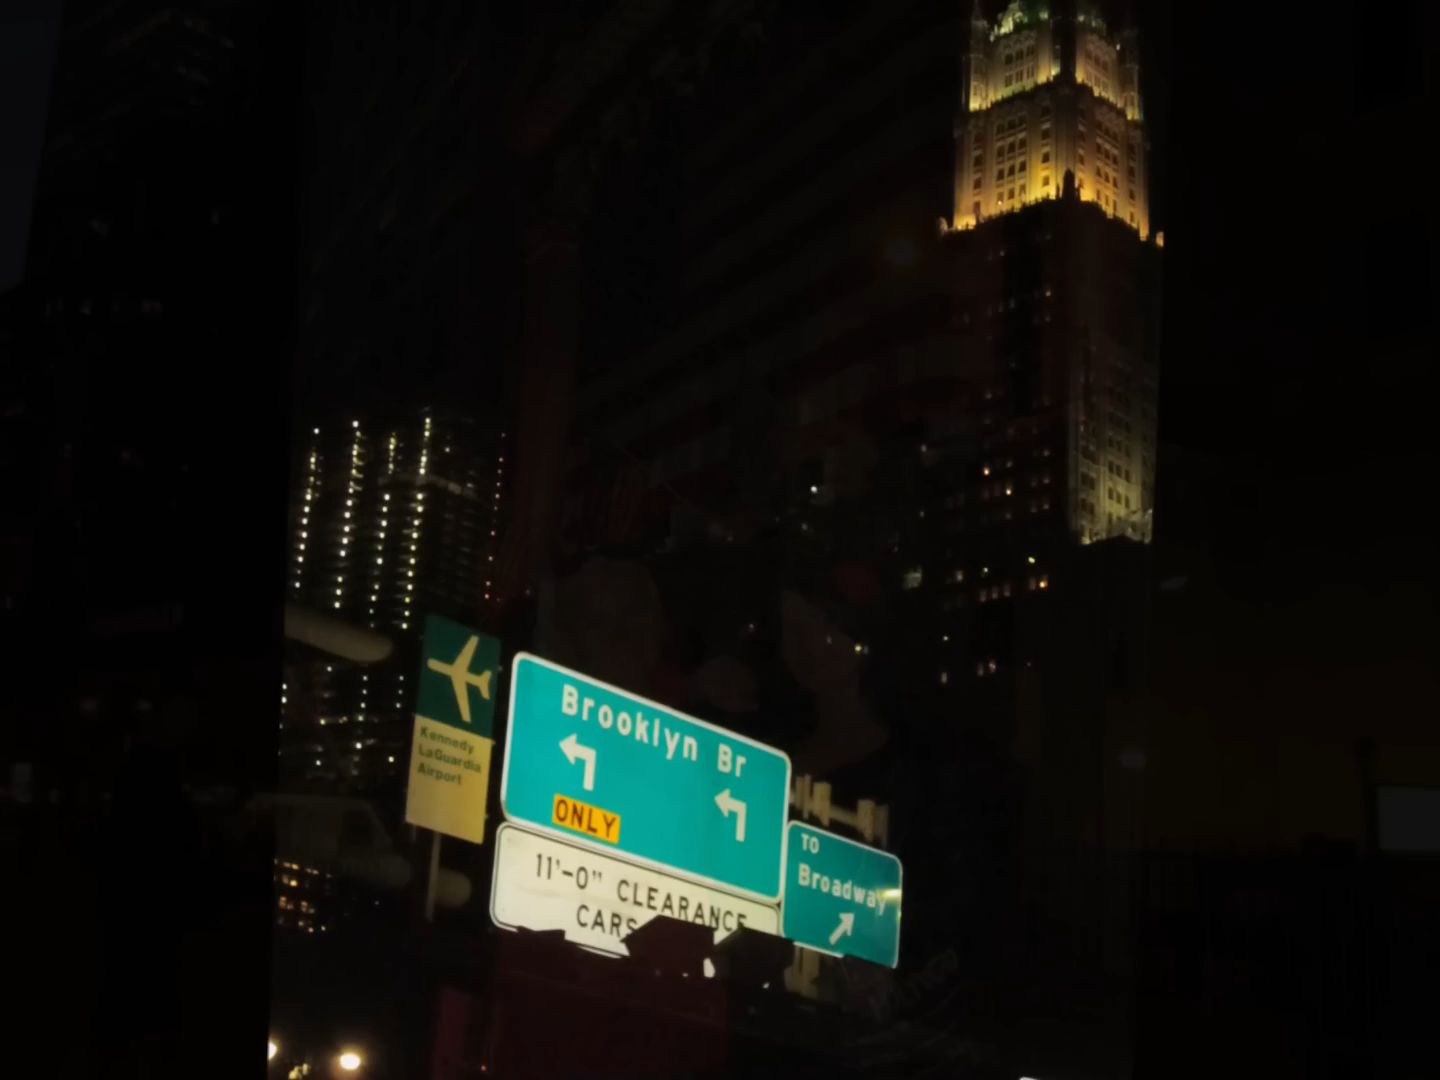 Kennedy
LaGuardia
Airport
Brooklyn Br
ONLY
11'-0" CLEARANCE
CARS
TO
Broadway